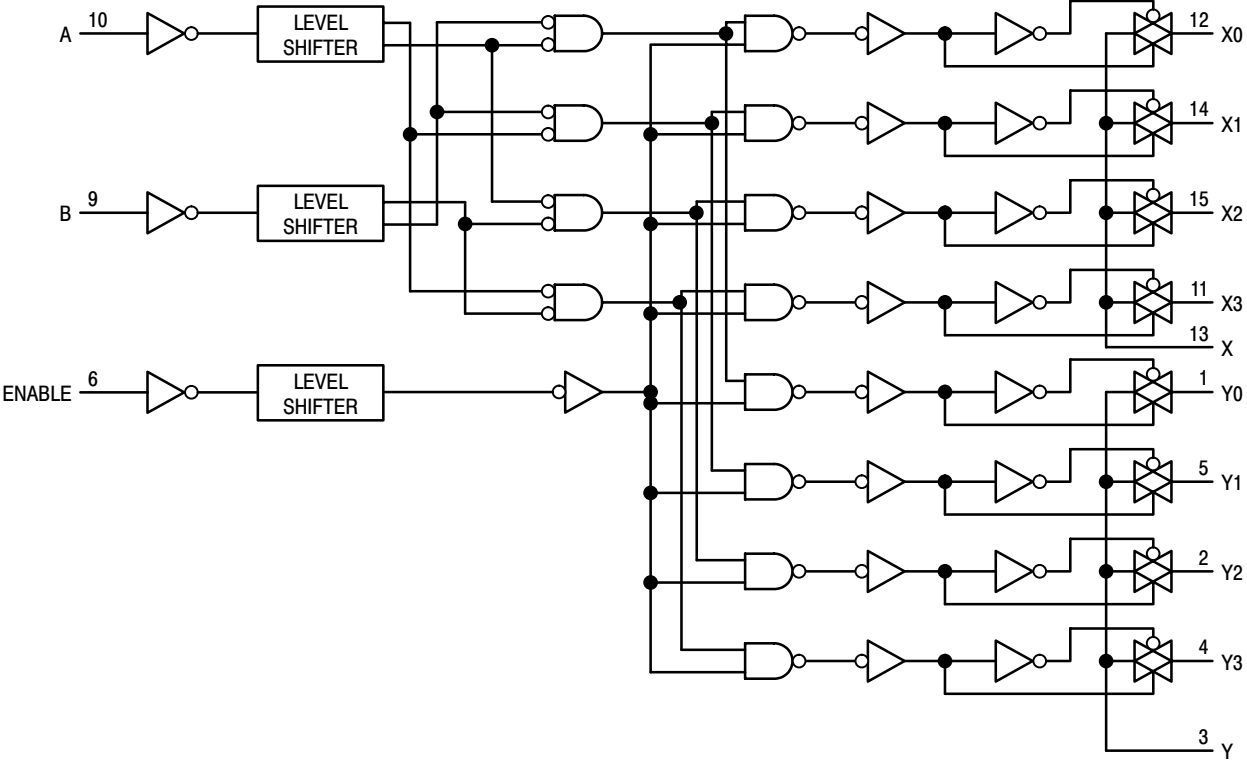 10
A
LEVEL
SHIFTER
12
X0
14
X1
9
B
LEVEL
SHIFTER
15
X2
11
X3
13
X
6
ENABLE
LEVEL
SHIFTER
1
Y0
5
Y1
2
Y2
4
Y3
3
Y